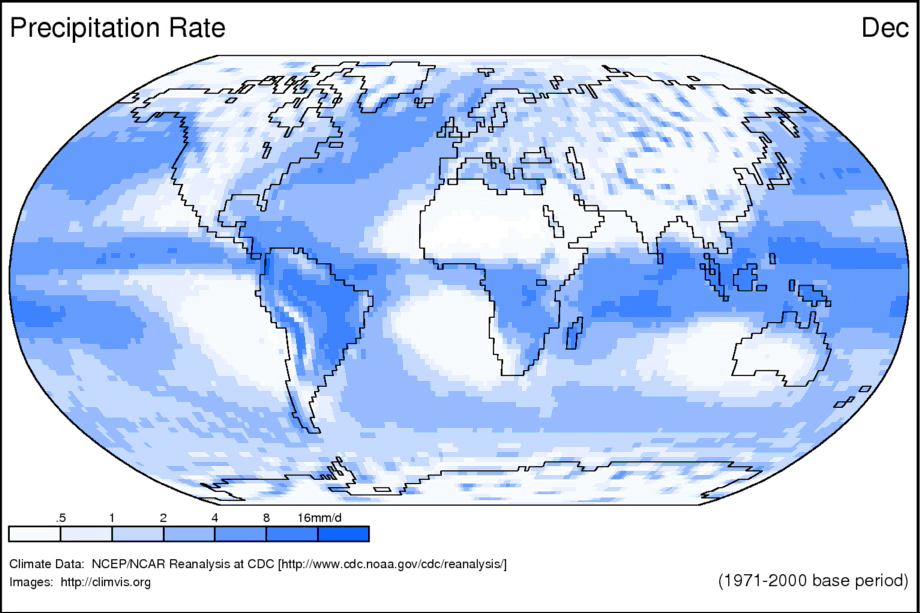 Precipitation Rate
Dec
.5 1 2 4 8 16mm/d
Climate Data: NCEP/NCAR Reanalysis at CDC [http://www.cdc.noaa.gov/cdc/reanalysis/]
Images: http://climvis.org
(1971-2000 base period)